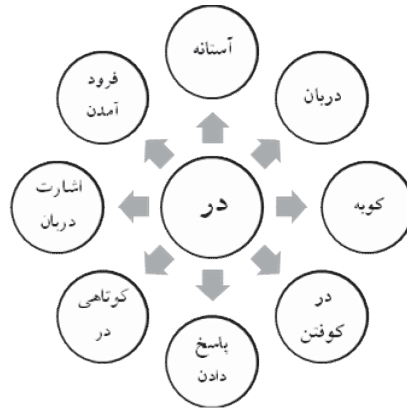 آستانه
دربان
کوبه
در
کوفتن
پاسخ
دادن
کوتاهی
در
اشارت
دربان
فرود
آمدن
در